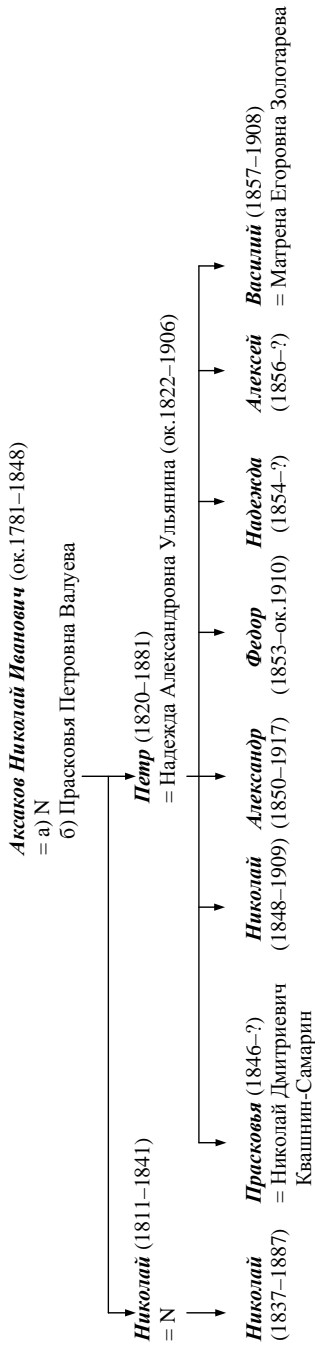 Аксаков Николай Иванович (ок.1781–1848)
= а) N
б) Прасковья Петровна Валуева
Николай (1811–1841)
= N
Петр (1820–1881)
= Надежда Александровна Ульянина (ок.1822–1906)
Николай
(1837–1887)
Прасковья (1846–?)
= Николай Дмитриевич
Квашнин-Самарин
Николай
(1848–1909)
Александр
(1850–1917)
Федор
(1853–ок.1910)
Надежда
(1854–?)
Алексей
(1856–?)
Василий (1857–1908)
= Матрена Егоровна Золотарева